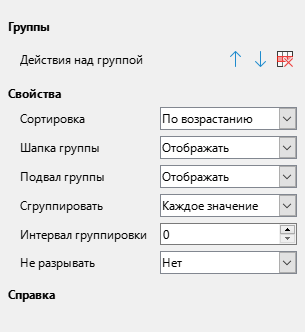 Группы
Действия над группой
Свойства
Сортировка По возрастанию
Шапка группы Отображать
Подвал группы Отображать
Сгруппировать Каждое значение
Интервал группировки 0
Не разрывать Нет
Справка